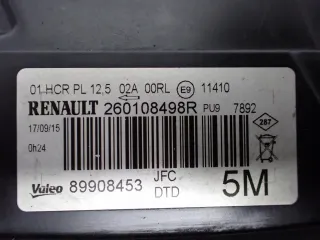 01 HCR PL 12,5 02A 00RL E9 11410
RENAULT 260108498R PU9 7892
17/09/15 287
0h24
Valeo 89908453 JFC DTD 5M